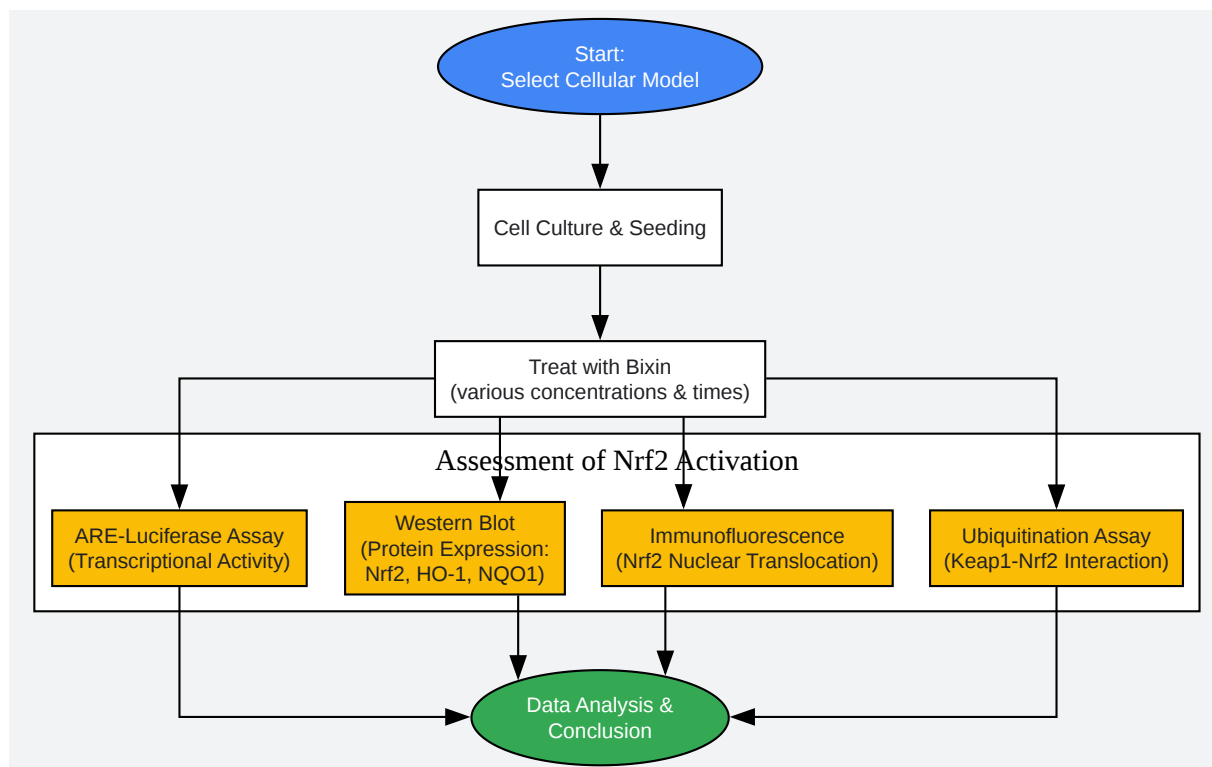 Start:
Select Cellular Model
Cell Culture & Seeding
Treat with Bixin
(various concentrations & times)
Assessment of Nrf2 Activation
ARE-Luciferase Assay
(Transcriptional Activity)
Western Blot
(Protein Expression:
Nrf2, HO-1, NQO1)
Immunofluorescence
(Nrf2 Nuclear Translocation)
Ubiquitination Assay
(Keap1-Nrf2 Interaction)
Data Analysis &
Conclusion